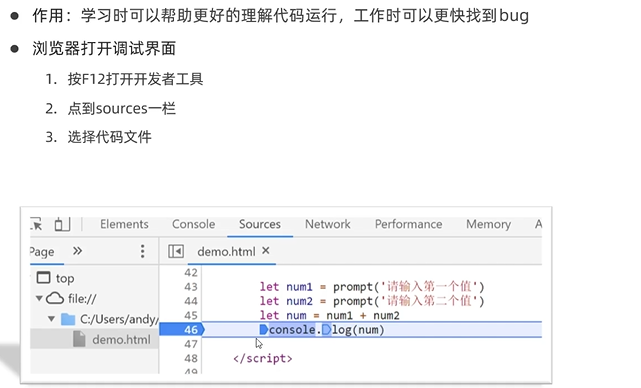 作用：学习时可以帮助更好的理解代码运行，工作时可以更快找到bug
浏览器打开调试界面
1. 按F12打开开发者工具
2. 点到sources一栏
3. 选择代码文件
Elements Console Sources Network Performance Memory A
Page » demo.html ×
top
file://
C:/Users/andy/
demo.html
42
43 let num1 = prompt('请输入第一个值')
44 let num2 = prompt('请输入第二个值')
45 let num = num1 + num2
46 console.log(num)
47
48 </script>
49